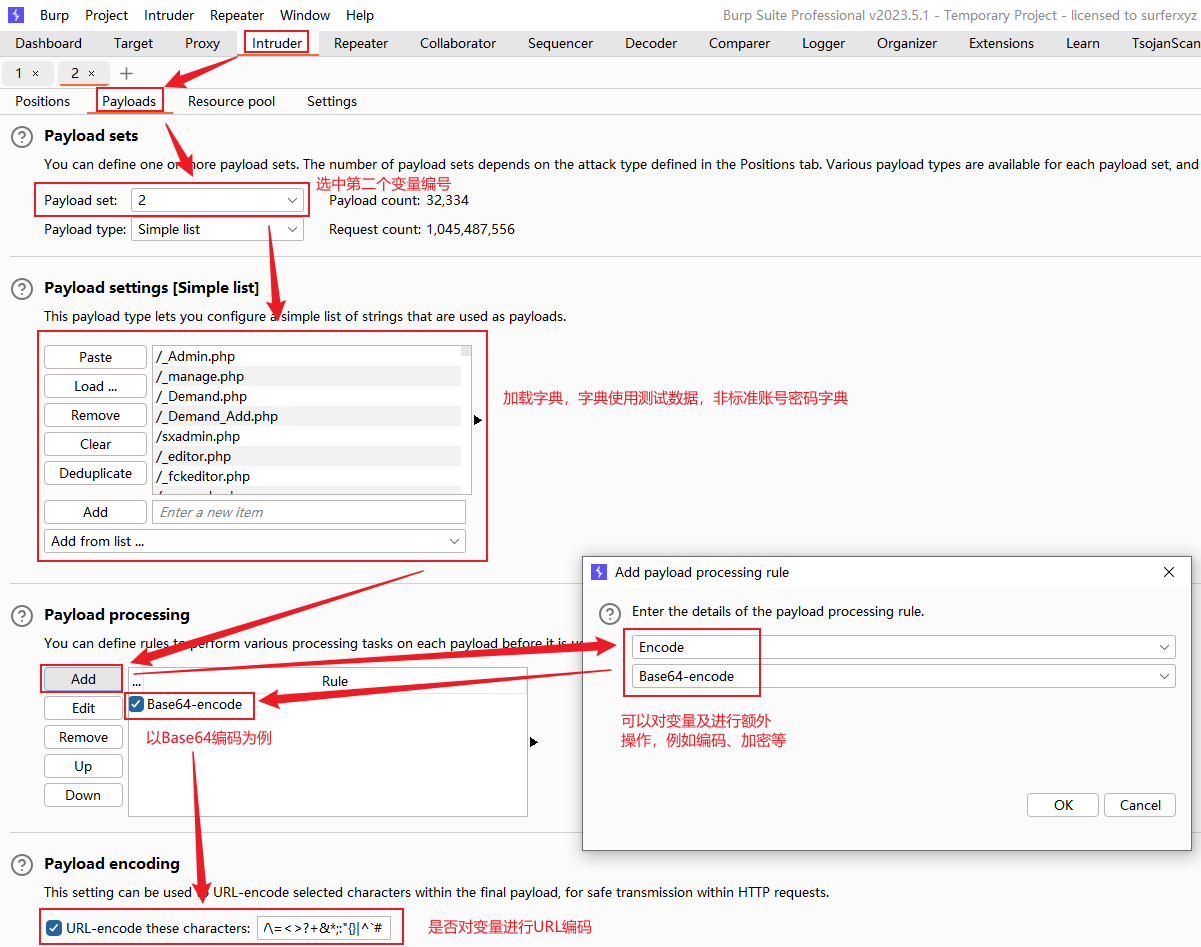 Burp Project Intruder Repeater Window Help
Burp Suite Professional v2023.5.1 - Temporary Project - licensed to surferxyz
Dashboard Target Proxy Intruder Repeater Collaborator Sequencer Decoder Comparer Logger Organizer Extensions Learn TsojanScan
1 × 2 × +
Positions Payloads Resource pool Settings
? Payload sets
You can define one or more payload sets. The number of payload sets depends on the attack type defined in the Positions tab. Various payload types are available for each payload set, and
选中第二个变量编号
Payload set: 2 Payload count: 32,334
Payload type: Simple list Request count: 1,045,487,556
? Payload settings [Simple list]
This payload type lets you configure a simple list of strings that are used as payloads.
Paste
Load ...
Remove
Clear
Deduplicate
/_Admin.php
/_manage.php
/_Demand.php
/_Demand_Add.php
/sxadmin.php
/_editor.php
/_fckeditor.php
加载字典，字典使用测试数据，非标准账号密码字典
Add Enter a new item
Add from list ...
? Payload processing
You can define rules to perform various processing tasks on each payload before it is
Add
Edit
Remove
Up
Down
... Rule
Base64-encode
以Base64编码为例
Add payload processing rule
? Enter the details of the payload processing rule.
Encode
Base64-encode
可以对变量及进行额外
操作，例如编码、加密等
OK Cancel
? Payload encoding
This setting can be used to URL-encode selected characters within the final payload, for safe transmission within HTTP requests.
URL-encode these characters: /\=<>?+&*;:"{}|^`#
是否对变量进行URL编码